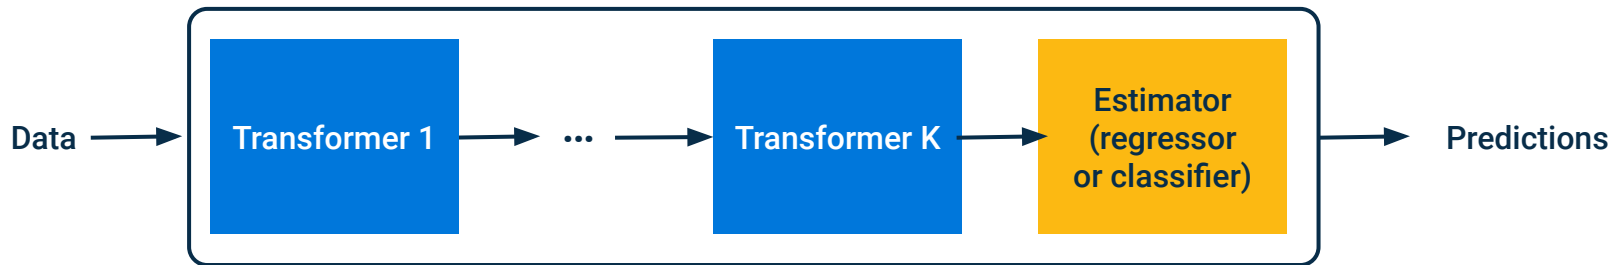 Data
Transformer 1
...
Transformer K
Estimator
(regressor
or classifier)
Predictions